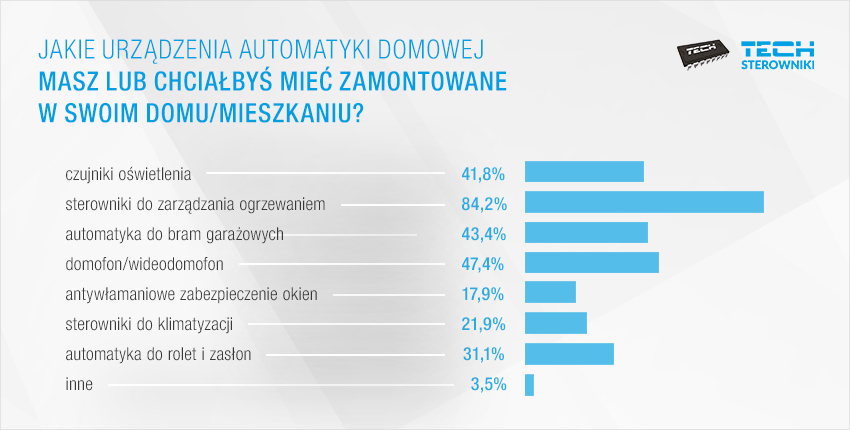 JAKIE URZĄDZENIA AUTOMATYKI DOMOWEJ
MASZ LUB CHCIAŁBYŚ MIEĆ ZAMONTOWANE
W SWOIM DOMU/MIESZKANIU?
TECH
TECH
STEROWNIKI
czujniki oświetlenia 41,8%
sterowniki do zarządzania ogrzewaniem 84,2%
automatyka do bram garażowych 43,4%
domofon/wideodomofon 47,4%
antywłamaniowe zabezpieczenie okien 17,9%
sterowniki do klimatyzacji 21,9%
automatyka do rolet i zasłon 31,1%
inne 3,5%